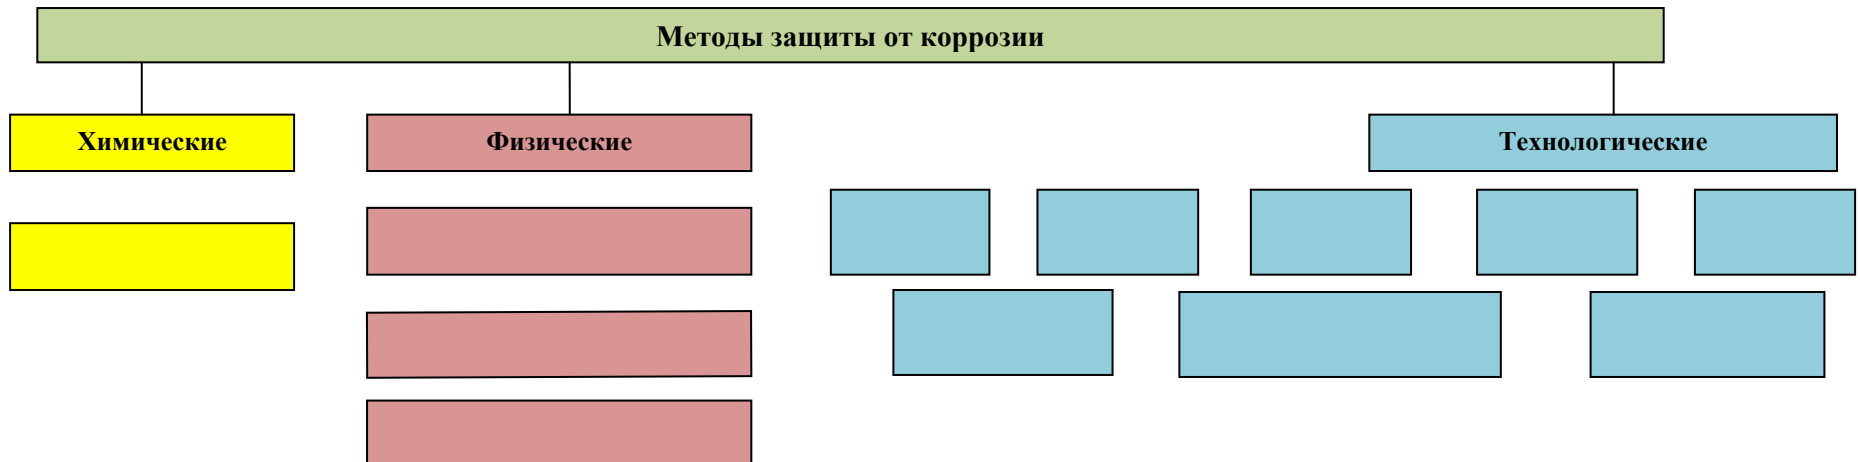 Методы защиты от коррозии
Химические
Физические
Технологические